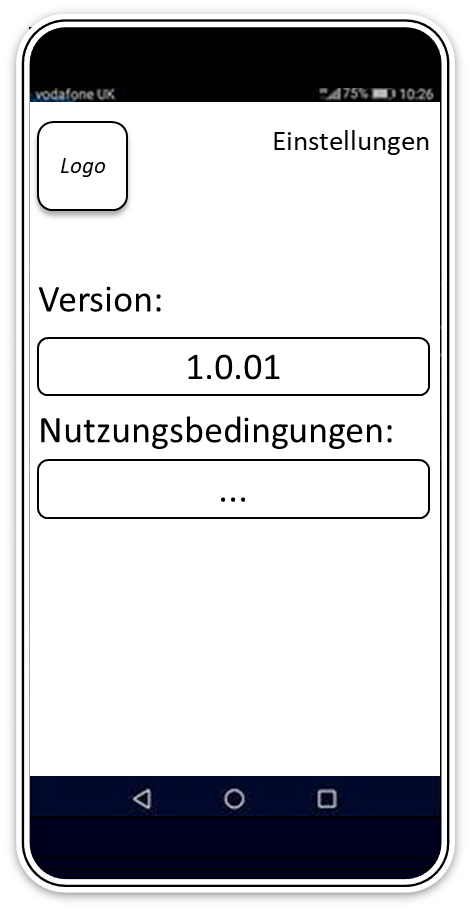 vodafone UK 75% 10:26
Logo
Einstellungen
Version:
1.0.01
Nutzungsbedingungen:
...